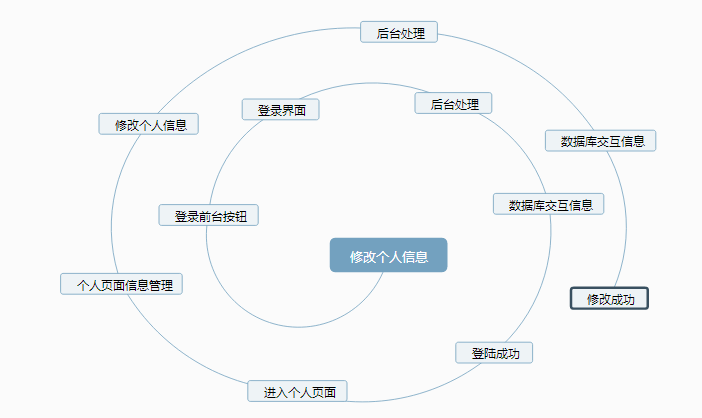 后台处理
登录界面
后台处理
修改个人信息
数据库交互信息
数据库交互信息
登录前台按钮
修改个人信息
个人页面信息管理
修改成功
登陆成功
进入个人页面